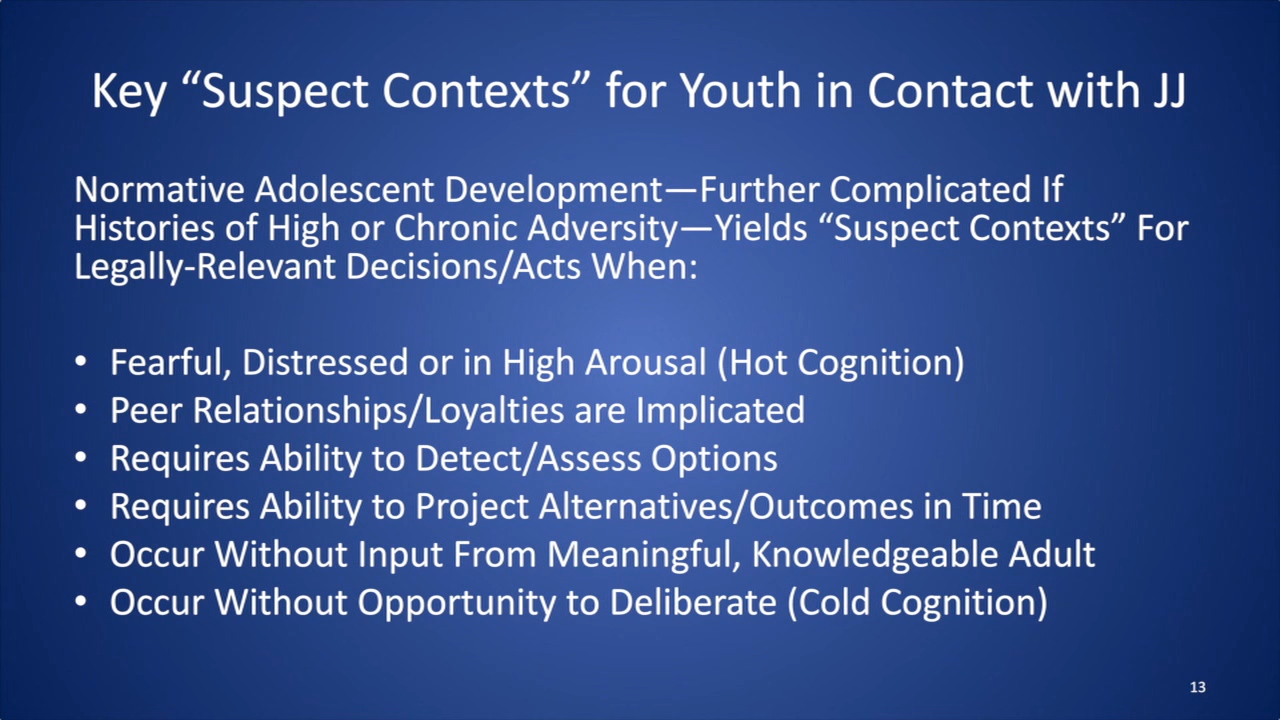 Key “Suspect Contexts” for Youth in Contact with JJ
Normative Adolescent Development—Further Complicated If
Histories of High or Chronic Adversity—Yields “Suspect Contexts” For
Legally-Relevant Decisions/Acts When:
• Fearful, Distressed or in High Arousal (Hot Cognition)
• Peer Relationships/Loyalties are Implicated
• Requires Ability to Detect/Assess Options
• Requires Ability to Project Alternatives/Outcomes in Time
• Occur Without Input From Meaningful, Knowledgeable Adult
• Occur Without Opportunity to Deliberate (Cold Cognition)
13